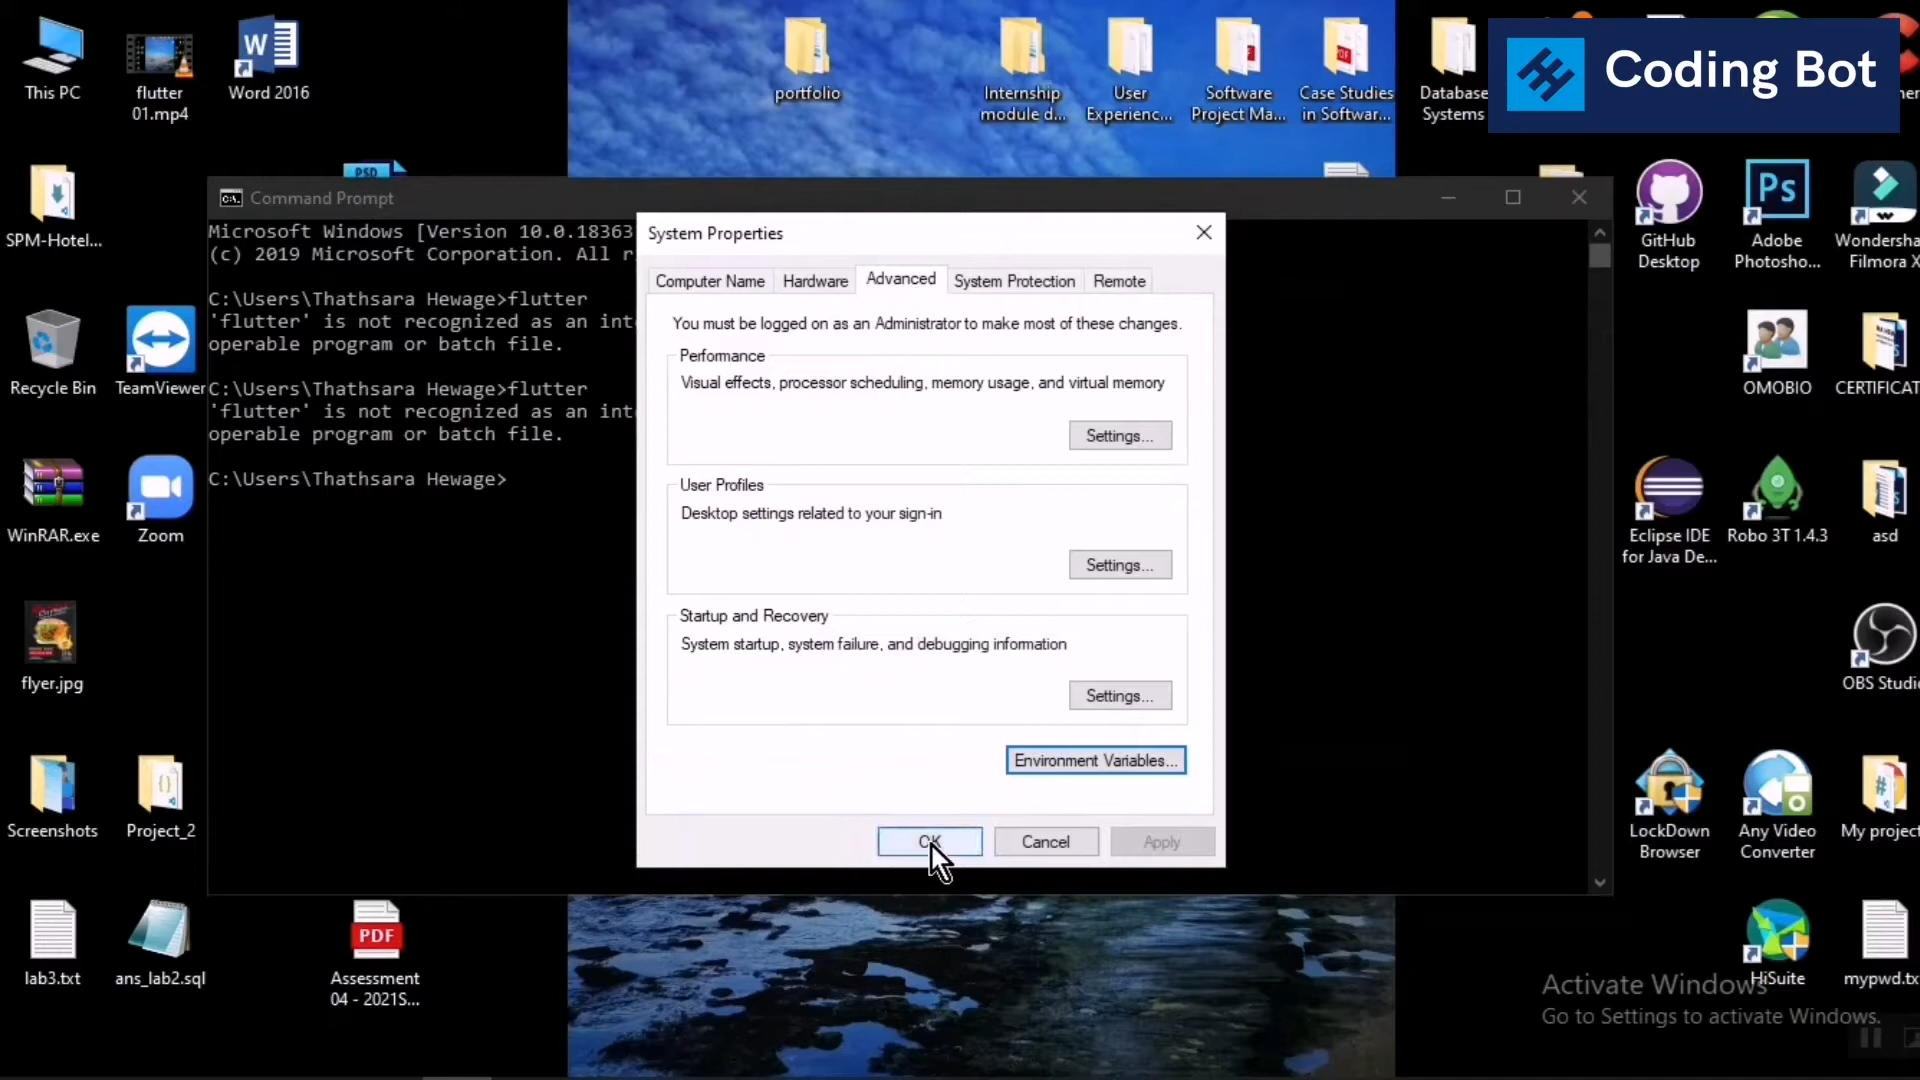 Coding Bot
This PC
flutter
01.mp4
Word 2016
portfolio
Internship
module d...
User
Experienc...
Software
Project Ma...
Case Studies
in Softwar...
Database
Systems
PSD
SPM-Hotel...
Recycle Bin
TeamViewer
WinRAR.exe
Zoom
flyer.jpg
Screenshots
Project_2
lab3.txt
ans_lab2.sql
PDF
Assessment
04 - 2021S...
Command Prompt
Microsoft Windows [Version 10.0.18363
(c) 2019 Microsoft Corporation. All r
C:\Users\Thathsara Hewage>flutter
'flutter' is not recognized as an int
operable program or batch file.
C:\Users\Thathsara Hewage>flutter
'flutter' is not recognized as an int
operable program or batch file.
C:\Users\Thathsara Hewage>
System Properties
Computer Name
Hardware
Advanced
System Protection
Remote
You must be logged on as an Administrator to make most of these changes.
Performance
Visual effects, processor scheduling, memory usage, and virtual memory
Settings...
User Profiles
Desktop settings related to your sign-in
Settings...
Startup and Recovery
System startup, system failure, and debugging information
Settings...
Environment Variables...
OK
Cancel
Apply
GitHub
Desktop
Ps
Adobe
Photosho...
Wondersha
Filmora X
OMOBIO
CERTIFICAT
Eclipse IDE
for Java De...
Robo 3T 1.4.3
asd
OBS Studi
LockDown
Browser
Any Video
Converter
My project
HiSuite
mypwd.tx
Activate Windows
Go to Settings to activate Windows.